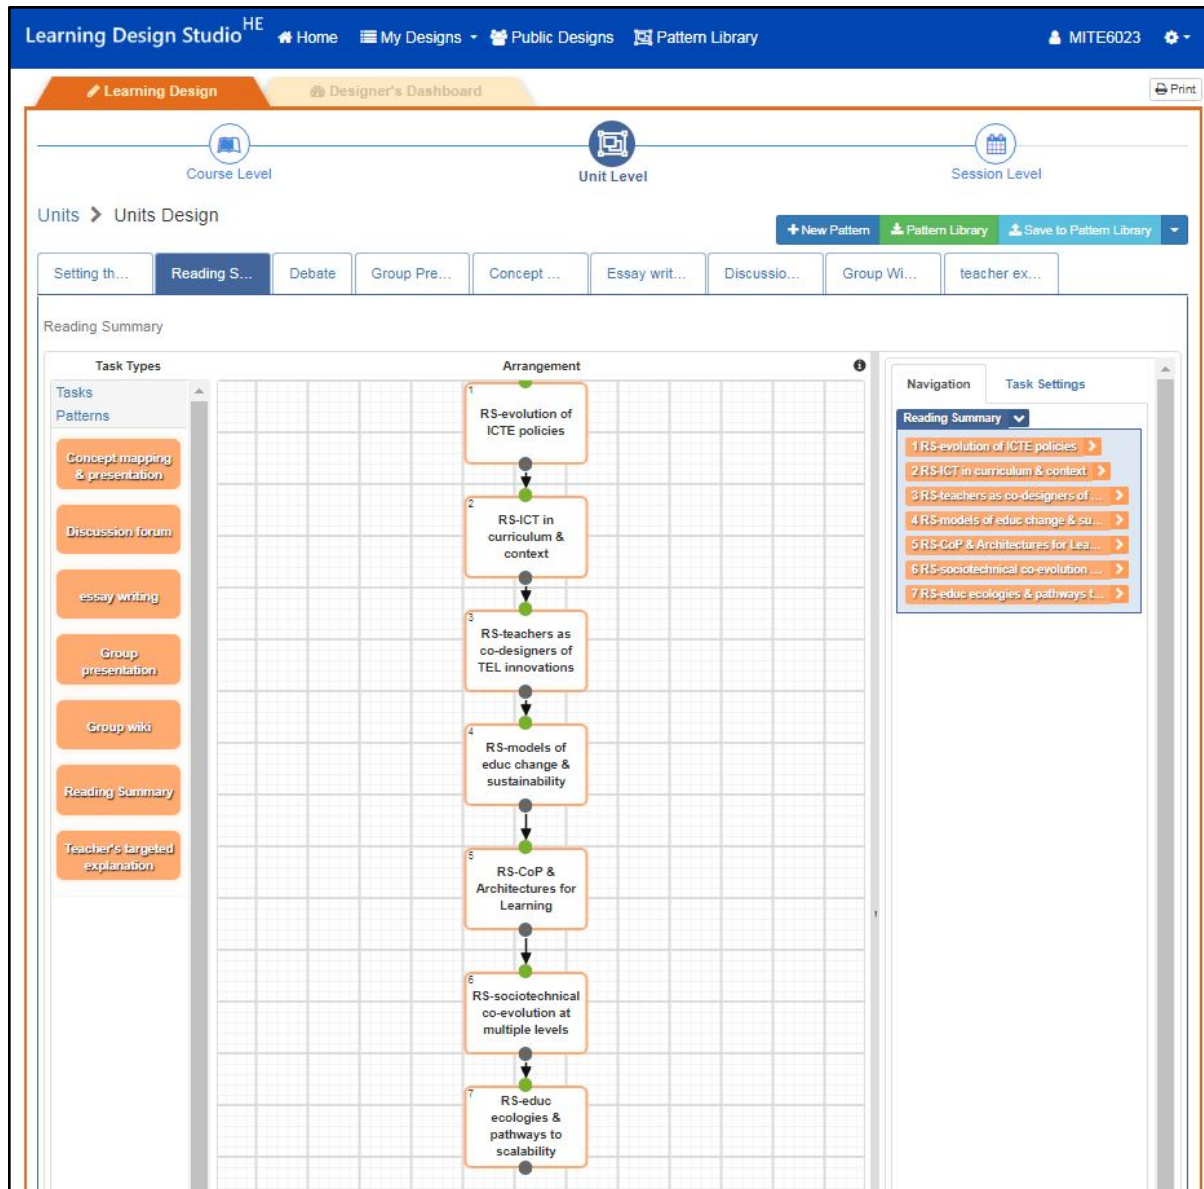 Learning Design Studio HE Home My Designs Public Designs Pattern Library MITE6023
Learning Design Designer's Dashboard Print
Course Level Unit Level Session Level
Units Units Design
New Pattern Pattern Library Save to Pattern Library
Setting th... Reading S... Debate Group Pre... Concept ... Essay writ... Discussio... Group Wi... teacher ex...
Reading Summary
Task Types
Tasks
Patterns
Concept mapping
& presentation
Discussion forum
essay writing
Group
presentation
Group wiki
Reading Summary
Teacher's targeted
explanation
Arrangement
1
RS-evolution of
ICTE policies
2
RS-ICT in
curriculum &
context
3
RS-teachers as
co-designers of
TEL innovations
4
RS-models of
educ change &
sustainability
5
RS-CoP &
Architectures for
Learning
6
RS-sociotechnical
co-evolution at
multiple levels
7
RS-educ
ecologies &
pathways to
scalability
Navigation Task Settings
Reading Summary
1 RS-evolution of ICTE policies
2 RS-ICT in curriculum & context
3 RS-teachers as co-designers of ...
4 RS-models of educ change & su...
5 RS-CoP & Architectures for Lea...
6 RS-sociotechnical co-evolution ...
7 RS-educ ecologies & pathways t...